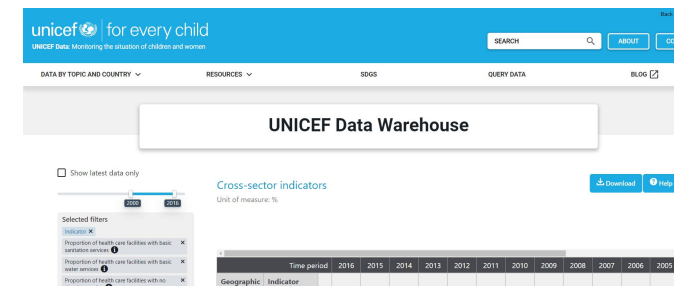 Back
unicef for every child
UNICEF Data: Monitoring the situation of children and women
SEARCH
ABOUT
CO
DATA BY TOPIC AND COUNTRY
RESOURCES
SDGS
QUERY DATA
BLOG
UNICEF Data Warehouse
Show latest data only
2000 2016
Selected filters
Indicator ×
Proportion of health care facilities with basic ×
sanitation services
Proportion of health care facilities with basic ×
water services
Proportion of health care facilities with no ×
Cross-sector indicators
Unit of measure: %
Download
Help
Time period 2016 2015 2014 2013 2012 2011 2010 2009 2008 2007 2006 2005
Geographic Indicator